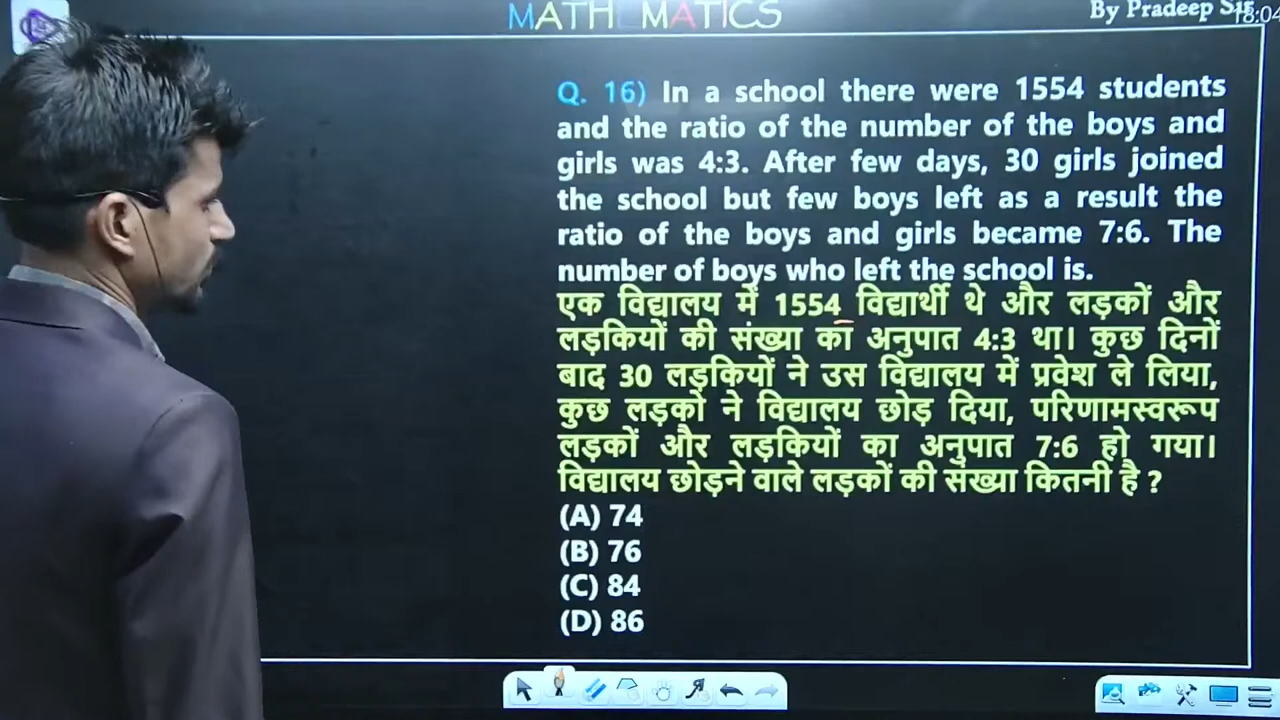 MATHEMATICS
By Pradeep Sir
Q. 16) In a school there were 1554 students
and the ratio of the number of the boys and
girls was 4:3. After few days, 30 girls joined
the school but few boys left as a result the
ratio of the boys and girls became 7:6. The
number of boys who left the school is.
एक विद्यालय में 1554 विद्यार्थी थे और लड़कों और
लड़कियों की संख्या का अनुपात 4:3 था। कुछ दिनों
बाद 30 लड़कियों ने उस विद्यालय में प्रवेश ले लिया,
कुछ लड़को ने विद्यालय छोड़ दिया, परिणामस्वरूप
लड़कों और लड़कियों का अनुपात 7:6 हो गया।
विद्यालय छोड़ने वाले लड़कों की संख्या कितनी है ?
(A) 74
(B) 76
(C) 84
(D) 86